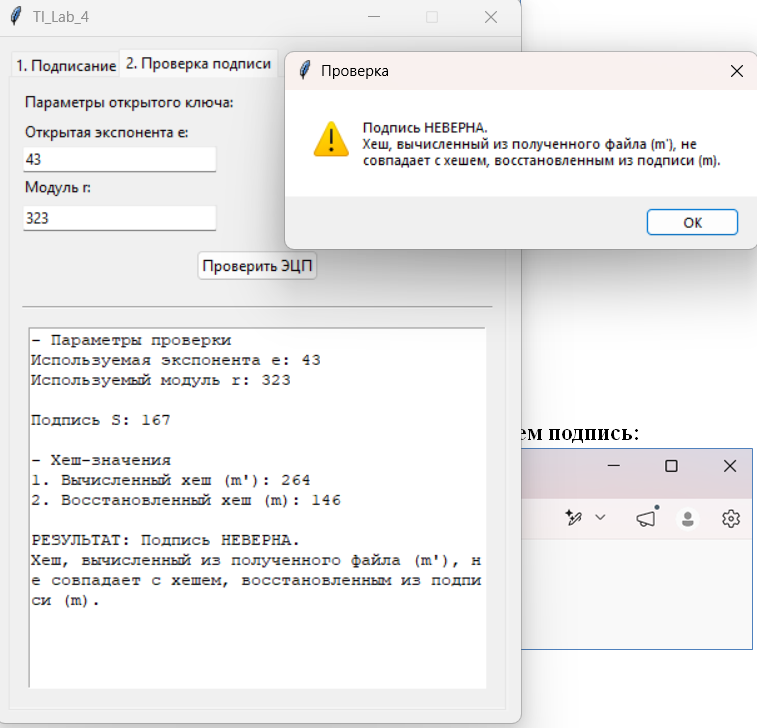 TI_Lab_4
1. Подписание
2. Проверка подписи
Параметры открытого ключа:
Открытая экспонента e:
43
Модуль r:
323
Проверить ЭЦП
- Параметры проверки
Используемая экспонента e: 43
Используемый модуль r: 323
Подпись S: 167
- Хеш-значения
1. Вычисленный хеш (m'): 264
2. Восстановленный хеш (m): 146
РЕЗУЛЬТАТ: Подпись НЕВЕРНА.
Хеш, вычисленный из полученного файла (m'), н
е совпадает с хешем, восстановленным из подпи
си (m).
Проверка
Подпись НЕВЕРНА.
Хеш, вычисленный из полученного файла (m'), не
совпадает с хешем, восстановленным из подписи (m).
OK
ем подпись: